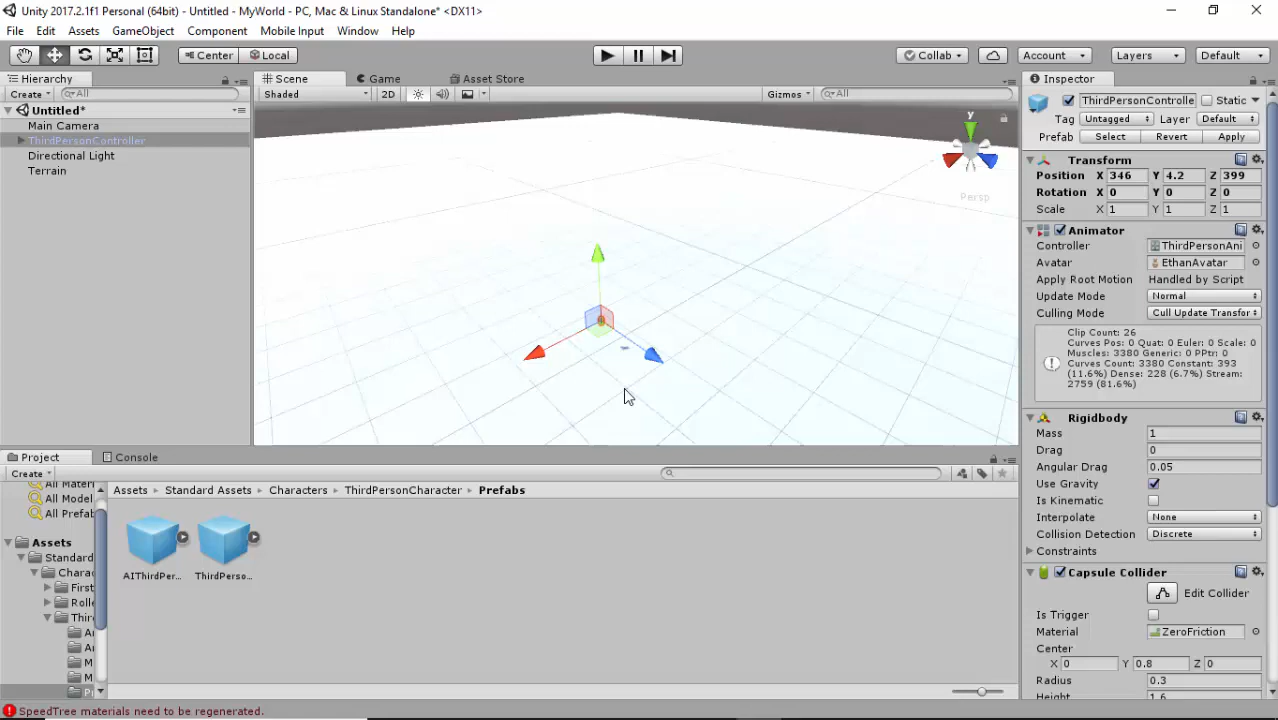 Unity 2017.2.1f1 Personal (64bit) - Untitled - MyWorld - PC, Mac & Linux Standalone* <DX11>
File Edit Assets GameObject Component Mobile Input Window Help
Center Local Collab Account Layers Default
Hierarchy Scene Game Asset Store Inspector
Create All Shaded 2D Gizmos All
ThirdPersonControlle Static
Untitled*
Main Camera
Tag Untagged Layer Default
ThirdPersonController
Prefab Select Revert Apply
Directional Light
Terrain
y
Persp
Transform
Position X 346 Y 4.2 Z 399
Rotation X 0 Y 0 Z 0
Scale X 1 Y 1 Z 1
Animator
Controller ThirdPersonAni
Avatar EthanAvatar
Apply Root Motion Handled by Script
Update Mode Normal
Culling Mode Cull Update Transfor
Clip Count: 26
Curves Pos: 0 Quat: 0 Euler: 0 Scale: 0
Muscles: 3380 Generic: 0 PPtr: 0
Curves Count: 3380 Constant: 393
(11.6%) Dense: 228 (6.7%) Stream:
2759 (81.6%)
Rigidbody
Mass 1
Drag 0
Angular Drag 0.05
Use Gravity
Is Kinematic
Interpolate None
Collision Detection Discrete
Constraints
Capsule Collider
Edit Collider
Is Trigger
Material ZeroFriction
Center
X 0 Y 0.8 Z 0
Radius 0.3
Height 1.6
Project Console
Create
All Materi
All Model
All Prefab
Assets
Standard
Charac
First
Rolle
Thir
A
A
M
M
P
Assets Standard Assets Characters ThirdPersonCharacter Prefabs
AIThirdPer... ThirdPerso...
SpeedTree materials need to be regenerated.